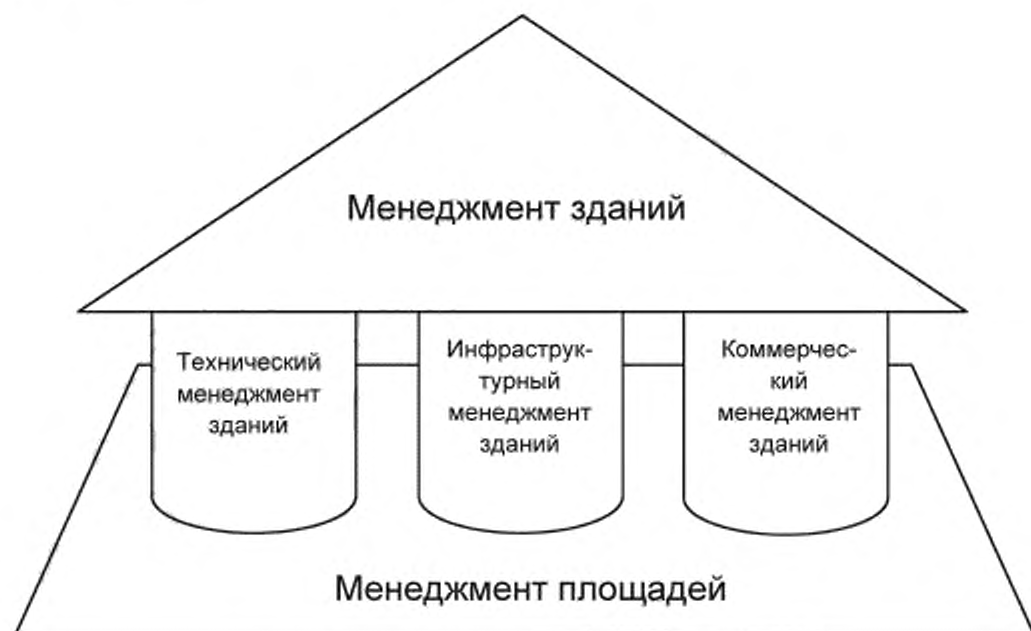 Менеджмент зданий
Технический
менеджмент
зданий
Инфраструк-
турный
менеджмент
зданий
Коммерчес-
кий
менеджмент
зданий
Менеджмент площадей